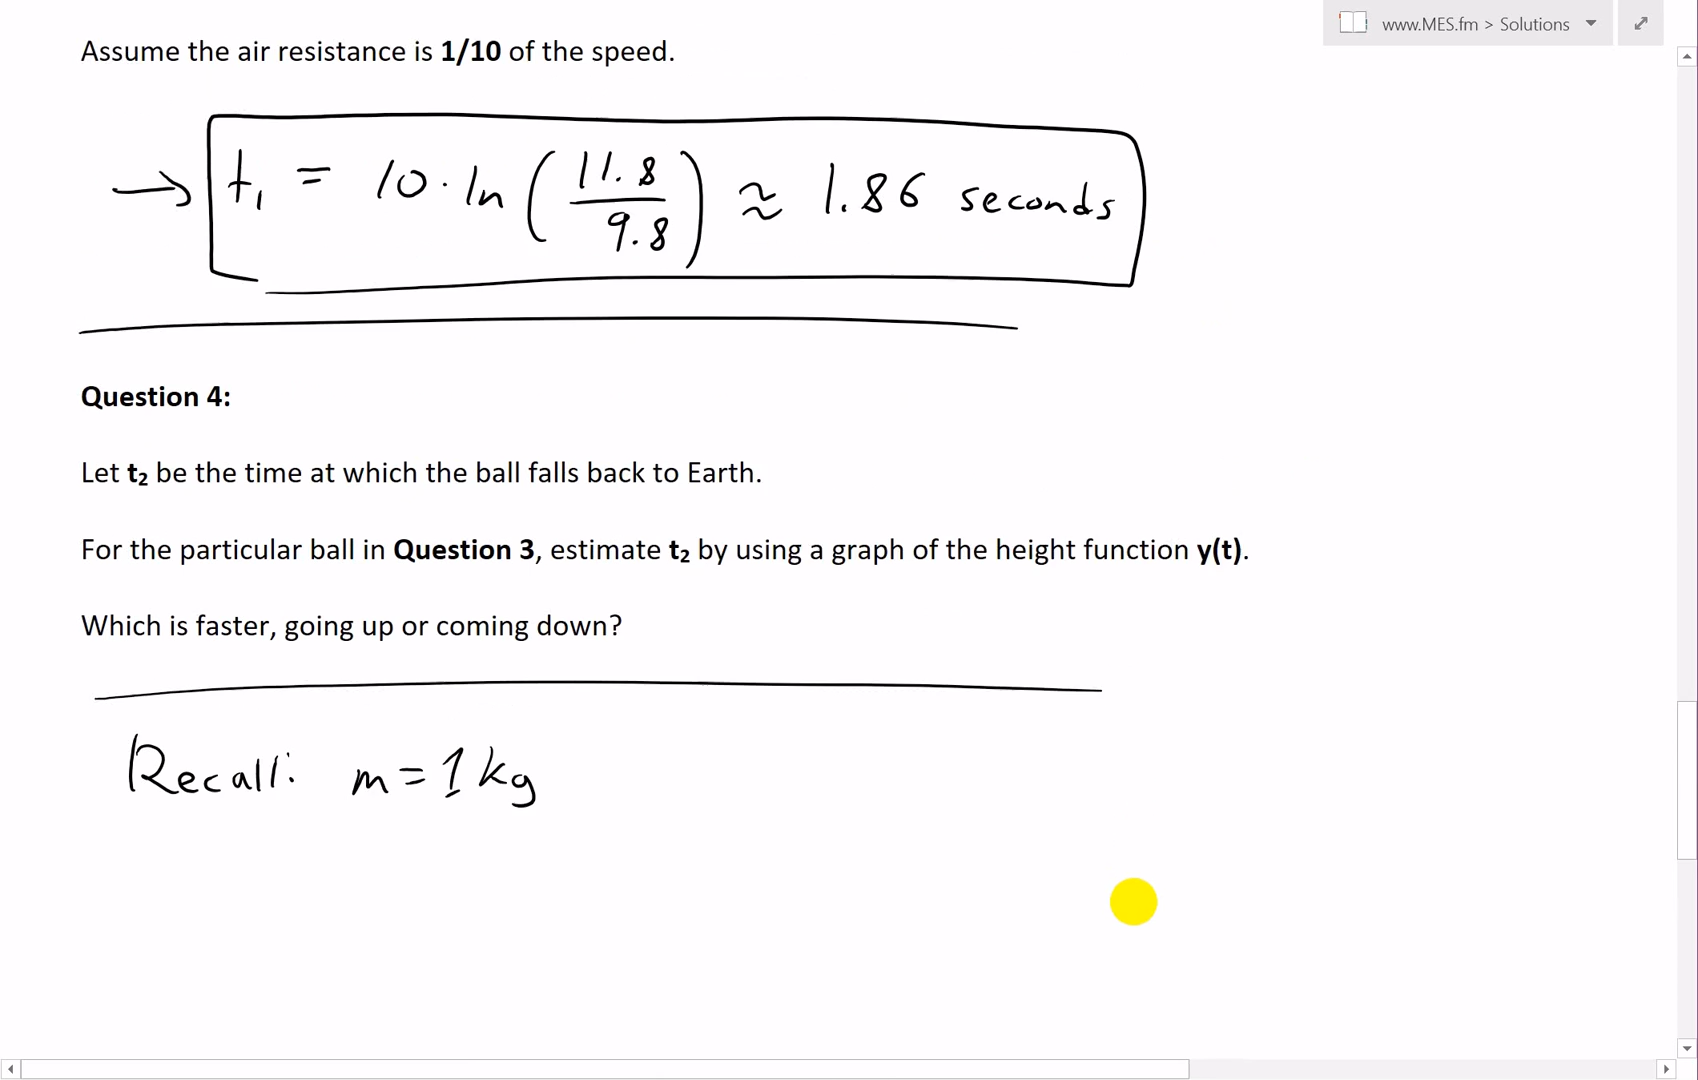 www.MES.fm > Solutions
Assume the air resistance is 1/10 of the speed.
→ t₁ = 10 · ln (11.8 / 9.8) ≈ 1.86 seconds
Question 4:
Let t₂ be the time at which the ball falls back to Earth.
For the particular ball in Question 3, estimate t₂ by using a graph of the height function y(t).
Which is faster, going up or coming down?
Recall: m = 1 kg